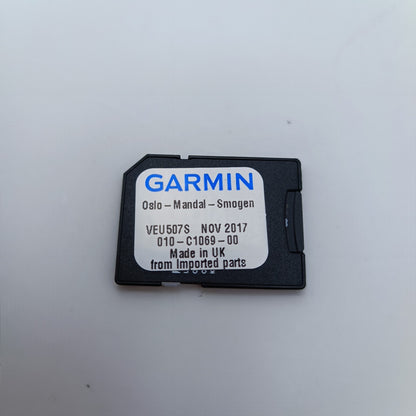 GARMIN
Oslo – Mandal – Smogen
VEU507S NOV 2017
010-C1069-00
Made in UK
from Imported parts